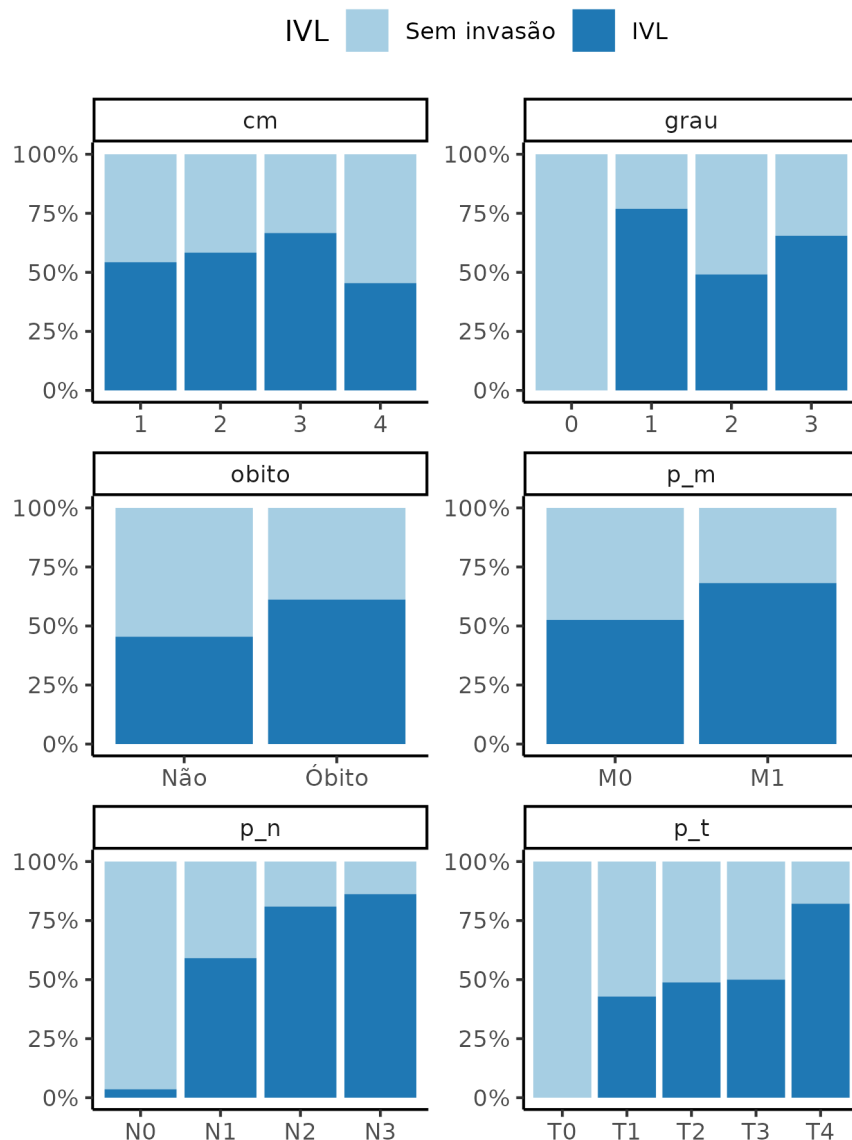 IVL Sem invasão IVL
cm
100%
75%
50%
25%
0%
1 2 3 4
grau
100%
75%
50%
25%
0%
0 1 2 3
obito
100%
75%
50%
25%
0%
Não Óbito
p_m
100%
75%
50%
25%
0%
M0 M1
p_n
100%
75%
50%
25%
0%
N0 N1 N2 N3
p_t
100%
75%
50%
25%
0%
T0 T1 T2 T3 T4